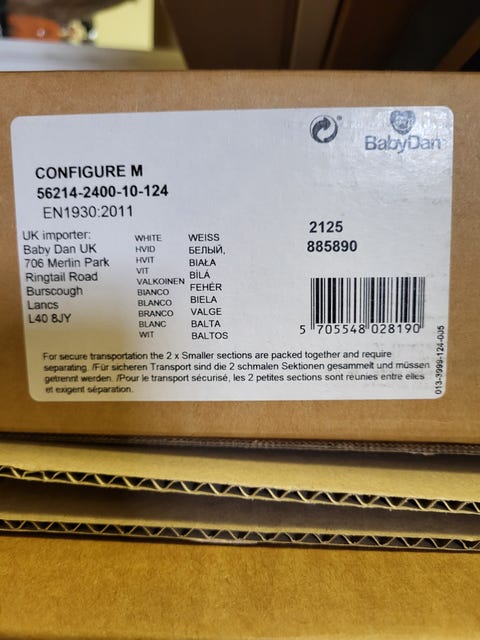 BabyDan
CONFIGURE M
56214-2400-10-124
EN1930:2011
UK importer:
Baby Dan UK
706 Merlin Park
Ringtail Road
Burscough
Lancs
L40 8JY
WHITE
HVID
HVIT
VIT
VALKOINEN
BIANCO
BLANCO
BRANCO
BLANC
WIT
WEISS
БЕЛЫЙ,
BIAŁA
BÍLÁ
FEHÉR
BIELA
VALGE
BALTA
BALTOS
2125
885890
5 705548 028190
For secure transportation the 2 x Smaller sections are packed together and require
separating. /Für sicheren Transport sind die 2 schmalen Sektionen gesammelt und müssen
getrennt werden. /Pour le transport sécurisé, les 2 petites sections sont réunies entre elles
et exigent séparation.
013-3999-124-005